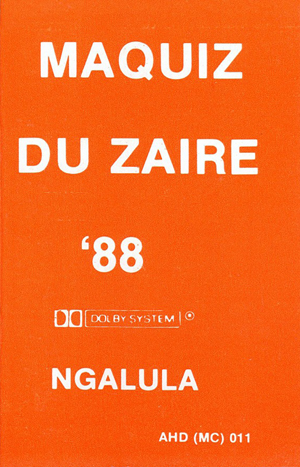 MAQUIZ
DU ZAIRE
‘88
DOLBY SYSTEM ®
NGALULA
AHD (MC) 011